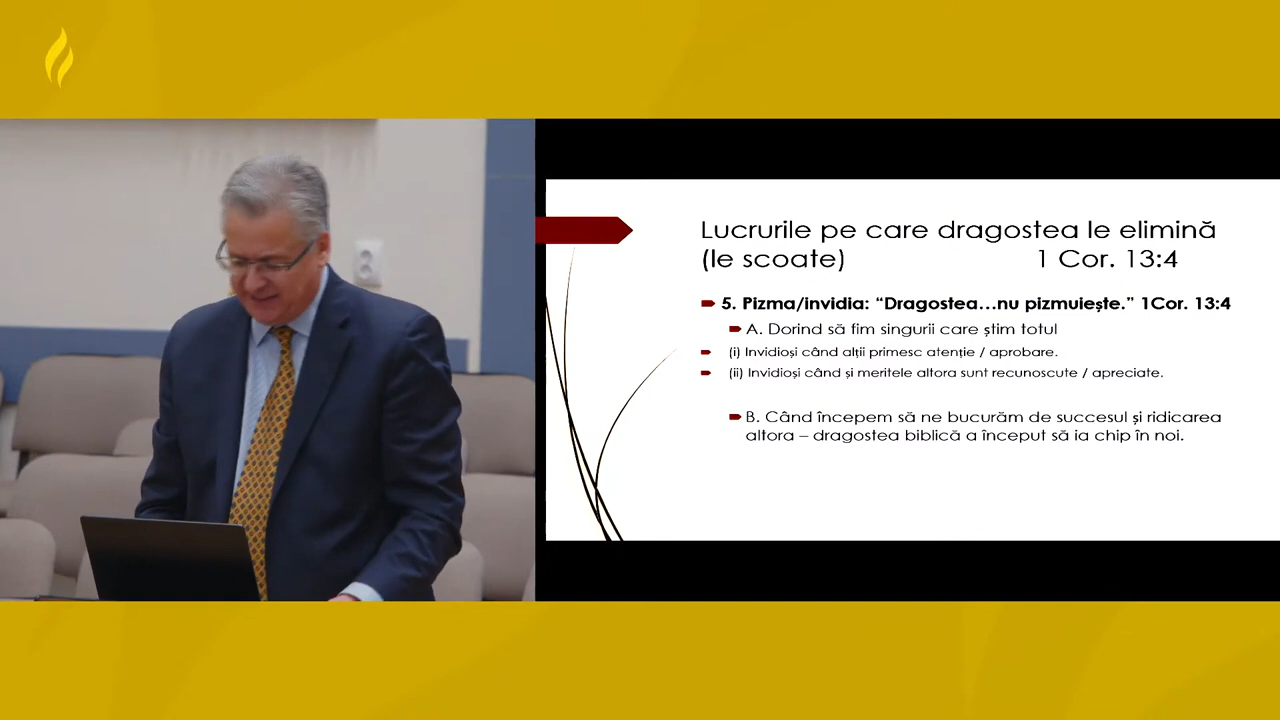 Lucrurile pe care dragostea le elimină
(le scoate) 1 Cor. 13:4
5. Pizma/invidia: “Dragostea...nu pizmuiește.” 1Cor. 13:4
A. Dorind să fim singurii care știm totul
(i) Invidioși când alții primesc atenție / aprobare.
(ii) Invidioși când și meritele altora sunt recunoscute / apreciate.
B. Când începem să ne bucurăm de succesul și ridicarea
altora – dragostea biblică a început să ia chip în noi.